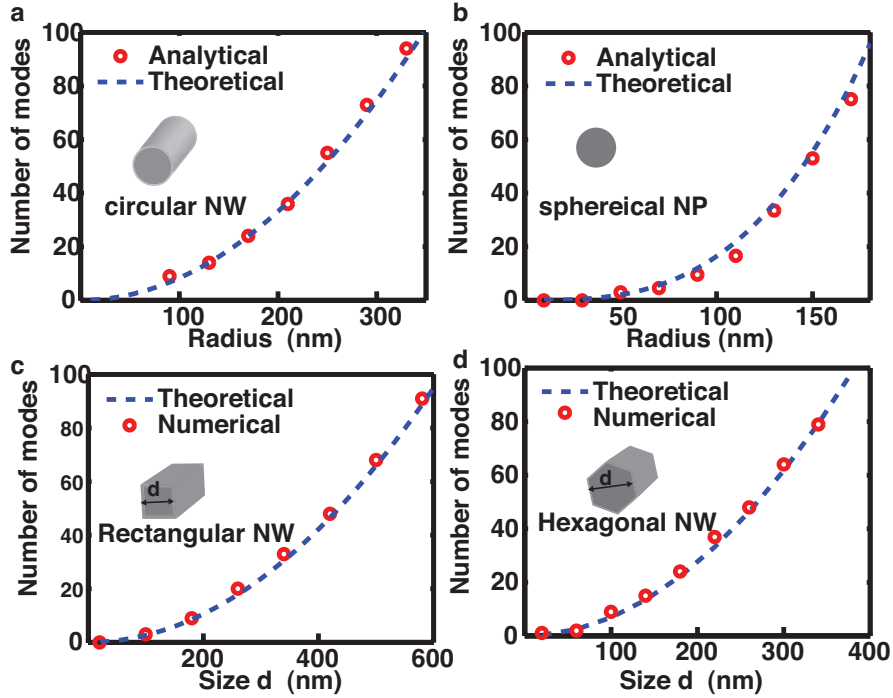 a
100
80
60
40
20
0
Number of modes
Analytical
Theoretical
circular NW
100
200
300
Radius (nm)
b
100
80
60
40
20
0
Number of modes
Analytical
Theoretical
sphereical NP
50
100
150
Radius (nm)
c
100
80
60
40
20
0
Number of modes
Theoretical
Numerical
d
Rectangular NW
200
400
600
Size d (nm)
d
100
80
60
40
20
0
Number of modes
Theoretical
Numerical
d
Hexagonal NW
100
200
300
400
Size d (nm)